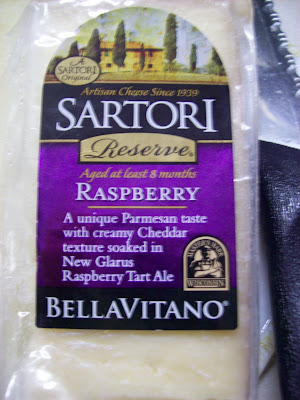 A
SARTORI
Original
Artisan Cheese Since 1939
SARTORI
Reserve®
Aged at least 8 months
RASPBERRY
A unique Parmesan taste
with creamy Cheddar
texture soaked in
New Glarus
Raspberry Tart Ale
WISCONSIN
BELLAVITANO®